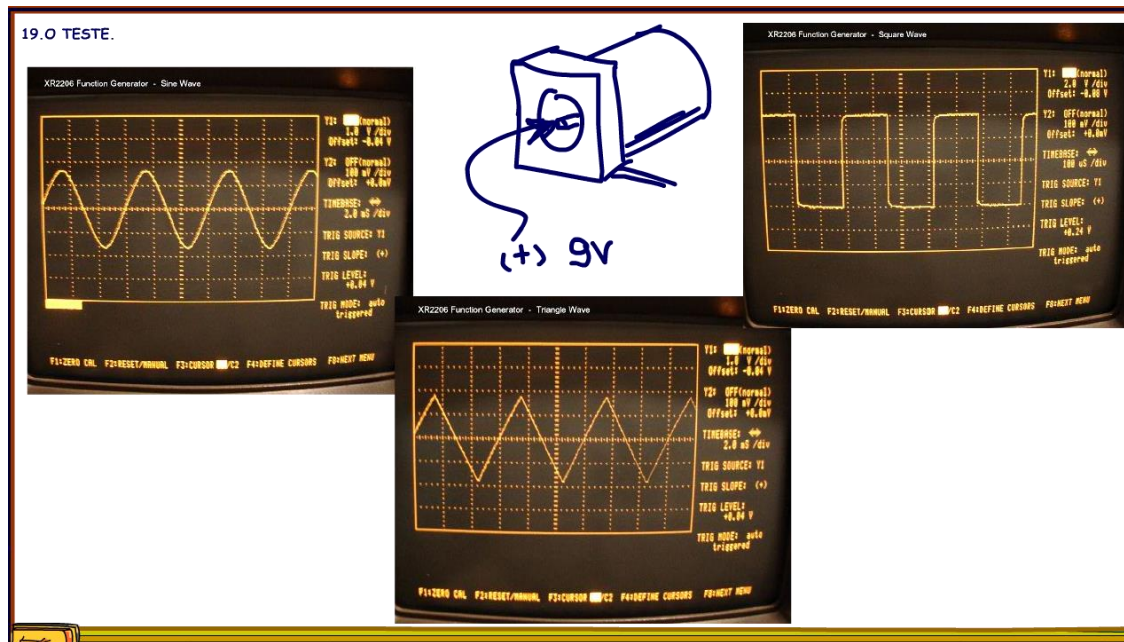 19.O TESTE.
XR2206 Function Generator - Sine Wave
Y1: (normal)
1.0 V /div
Offset: -0.04 V
Y2: OFF(normal)
100 mV /div
Offset: +0.0mV
TIMEBASE:
2.0 mS /div
TRIG SOURCE: Y1
TRIG SLOPE: (+)
TRIG LEVEL:
+0.04 V
TRIG MODE: auto
triggered
F1:ZERO CAL F2:RESET/MANUAL F3:CURSOR /C2 F4:DEFINE CURSORS F8:NEXT MENU
(+) 9V
XR2206 Function Generator - Square Wave
Y1: (normal)
2.0 V /div
Offset: -0.08 V
Y2: OFF(normal)
100 mV /div
Offset: +0.0mV
TIMEBASE:
100 uS /div
TRIG SOURCE: Y1
TRIG SLOPE: (+)
TRIG LEVEL:
+0.24 V
TRIG MODE: auto
triggered
F1:ZERO CAL F2:RESET/MANUAL F3:CURSOR /C2 F4:DEFINE CURSORS F8:NEXT MENU
XR2206 Function Generator - Triangle Wave
Y1: (normal)
1.0 V /div
Offset: -0.04 V
Y2: OFF(normal)
100 mV /div
Offset: +0.0mV
TIMEBASE:
2.0 mS /div
TRIG SOURCE: Y1
TRIG SLOPE: (+)
TRIG LEVEL:
+0.04 V
TRIG MODE: auto
triggered
F1:ZERO CAL F2:RESET/MANUAL F3:CURSOR /C2 F4:DEFINE CURSORS F8:NEXT MENU